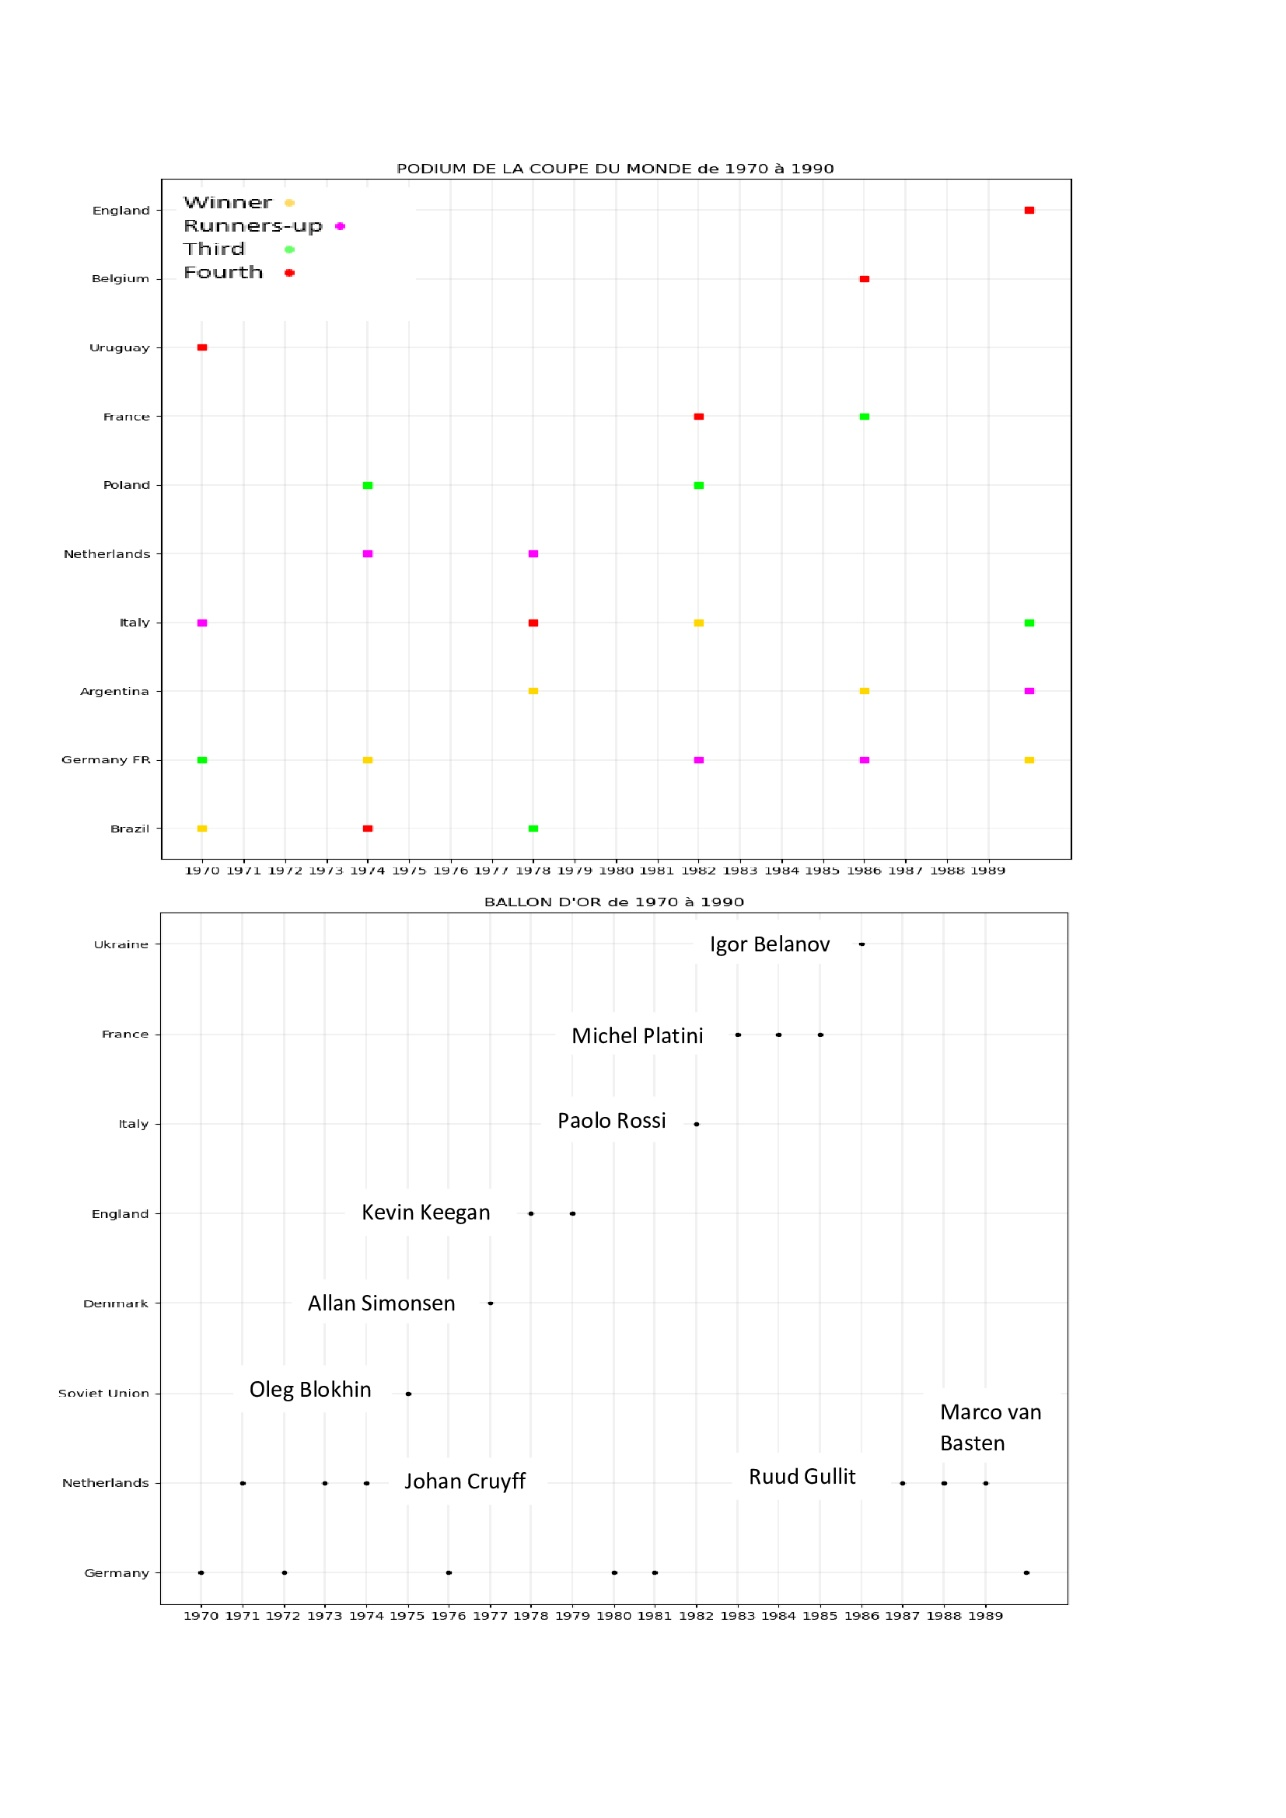 PODIUM DE LA COUPE DU MONDE de 1970 à 1990
Winner
Runners-up
Third
Fourth
England
Belgium
Uruguay
France
Poland
Netherlands
Italy
Argentina
Germany FR
Brazil
1970 1971 1972 1973 1974 1975 1976 1977 1978 1979 1980 1981 1982 1983 1984 1985 1986 1987 1988 1989
BALLON D'OR de 1970 à 1990
Ukraine
Igor Belanov
France
Michel Platini
Italy
Paolo Rossi
England
Kevin Keegan
Denmark
Allan Simonsen
Soviet Union
Oleg Blokhin
Marco van
Basten
Netherlands
Johan Cruyff
Ruud Gullit
Germany
1970 1971 1972 1973 1974 1975 1976 1977 1978 1979 1980 1981 1982 1983 1984 1985 1986 1987 1988 1989